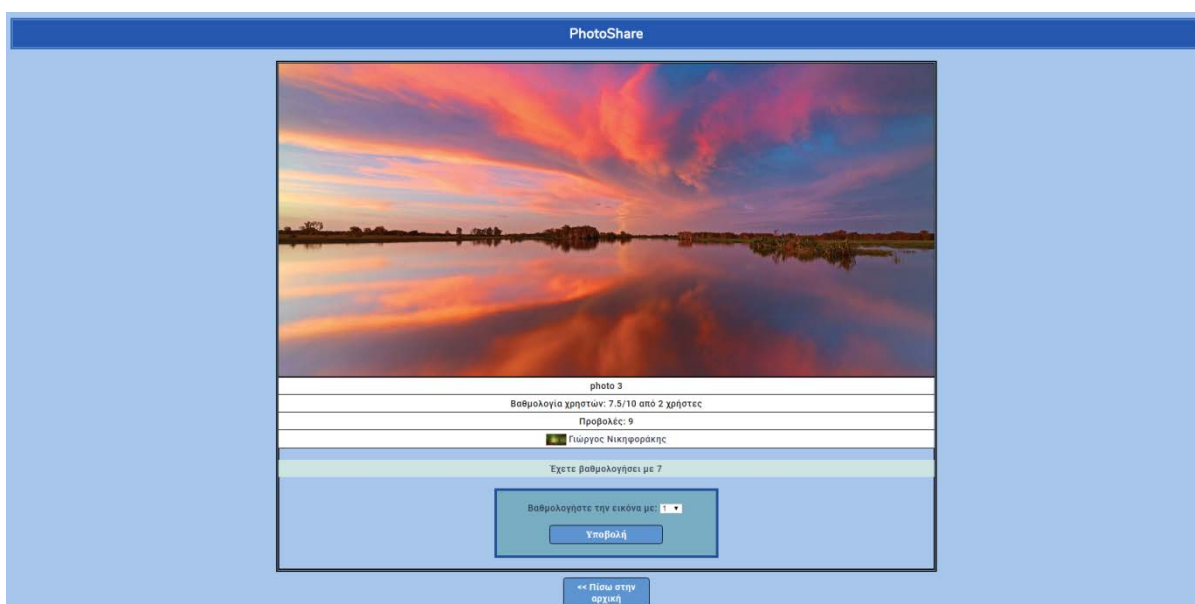 PhotoShare
photo 3
Βαθμολογία χρηστών: 7.5/10 από 2 χρήστες
Προβολές: 9
Γιώργος Νικηφοράκης
Έχετε βαθμολογήσει με 7
Βαθμολογήστε την εικόνα με: 1
Υποβολή
<< Πίσω στην
αρχική